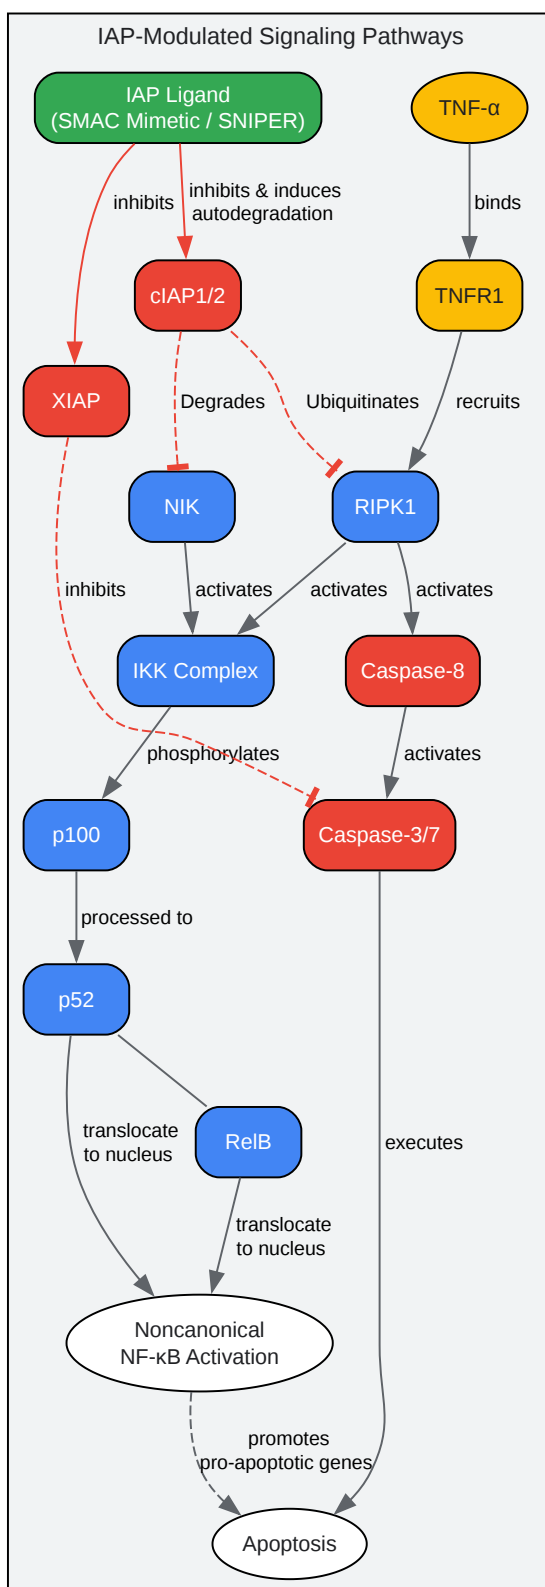 IAP-Modulated Signaling Pathways
IAP Ligand
(SMAC Mimetic / SNIPER)
TNF-α
inhibits
inhibits & induces
autodegradation
binds
cIAP1/2
TNFR1
XIAP
Degrades
Ubiquitinates
recruits
NIK
RIPK1
inhibits
activates
activates
activates
IKK Complex
Caspase-8
phosphorylates
activates
p100
Caspase-3/7
processed to
p52
translocate
to nucleus
RelB
executes
translocate
to nucleus
Noncanonical
NF-κB Activation
promotes
pro-apoptotic genes
Apoptosis